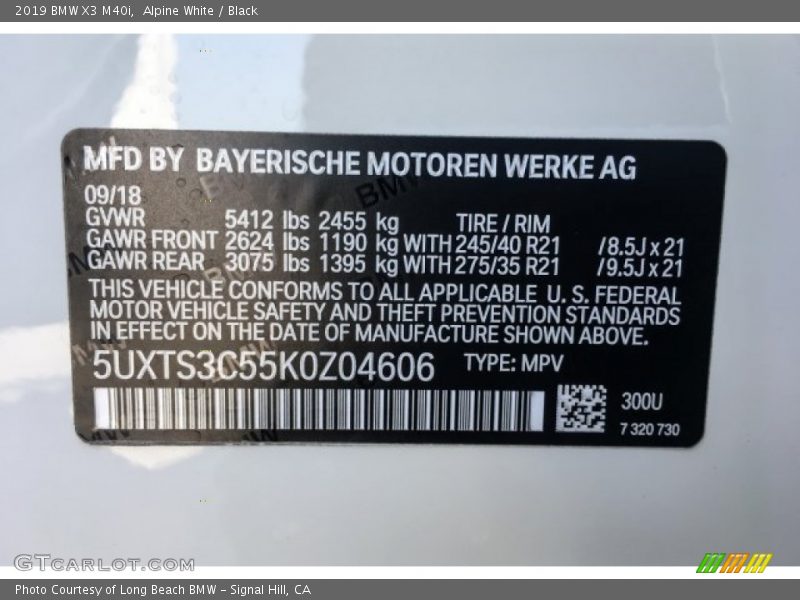 2019 BMW X3 M40i, Alpine White / Black
MFD BY BAYERISCHE MOTOREN WERKE AG
09/18
GVWR 5412 lbs 2455 kg TIRE / RIM
GAWR FRONT 2624 lbs 1190 kg WITH 245/40 R21 /8.5J x 21
GAWR REAR 3075 lbs 1395 kg WITH 275/35 R21 /9.5J x 21
THIS VEHICLE CONFORMS TO ALL APPLICABLE U.S. FEDERAL
MOTOR VEHICLE SAFETY AND THEFT PREVENTION STANDARDS
IN EFFECT ON THE DATE OF MANUFACTURE SHOWN ABOVE.
5UXTS3C55K0Z04606 TYPE: MPV
300U
7 320 730
GTCARLOT.COM
Photo Courtesy of Long Beach BMW - Signal Hill, CA